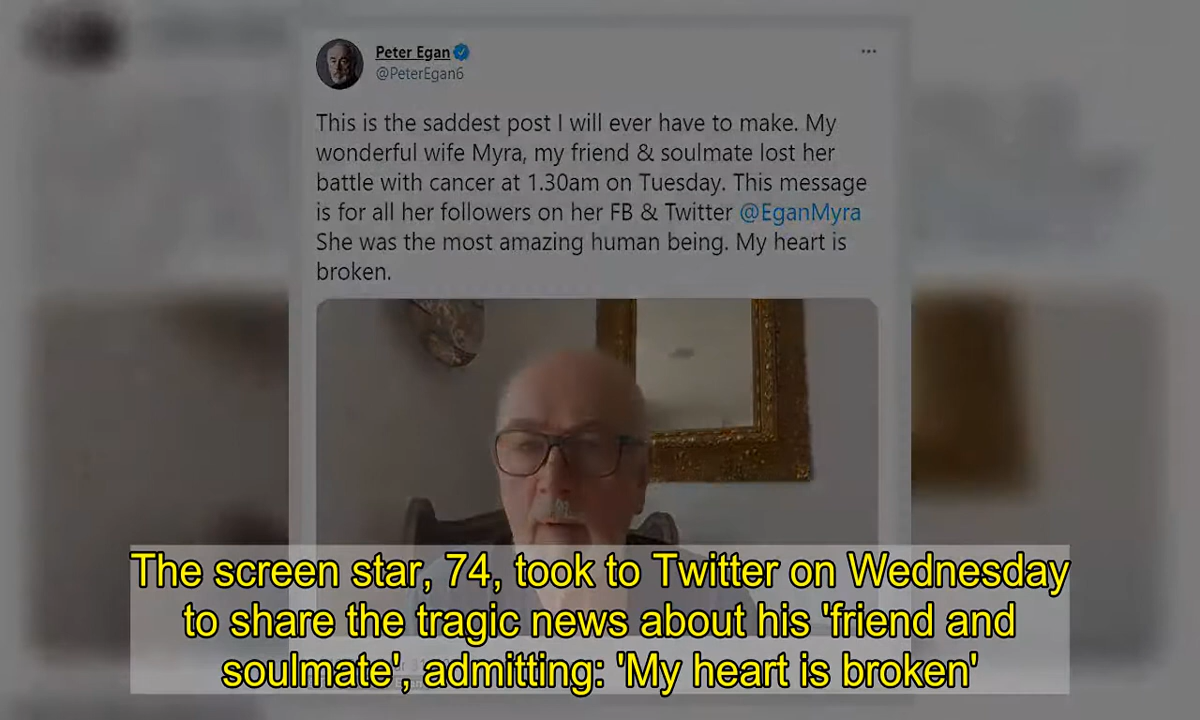 Peter Egan
@PeterEgan6
This is the saddest post I will ever have to make. My
wonderful wife Myra, my friend & soulmate lost her
battle with cancer at 1.30am on Tuesday. This message
is for all her followers on her FB & Twitter @EganMyra
She was the most amazing human being. My heart is
broken.
The screen star, 74, took to Twitter on Wednesday
to share the tragic news about his 'friend and
soulmate', admitting: 'My heart is broken'